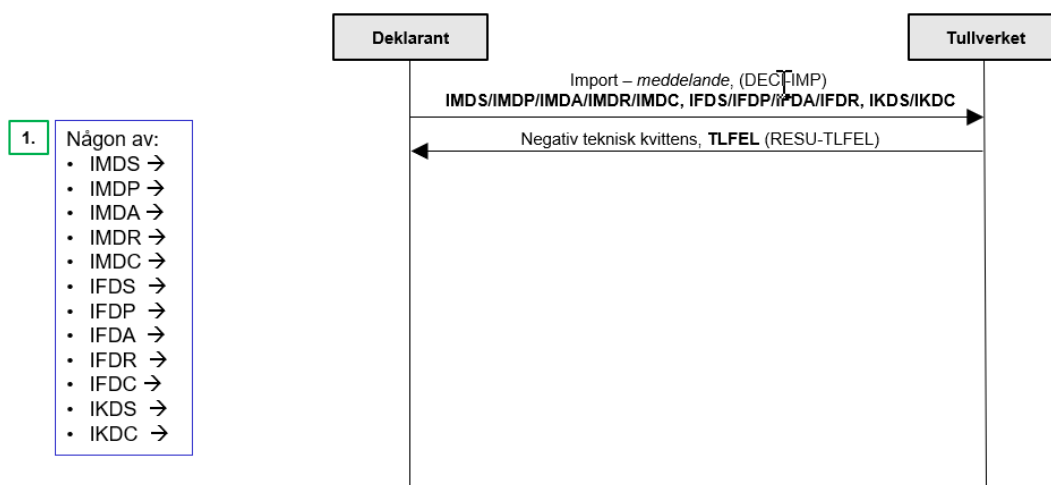 Deklarant
Tullverket
Import – meddelande, (DECL-IMP)
IMDS/IMDP/IMDA/IMDR/IMDC, IFDS/IFDP/IFDA/IFDR, IKDS/IKDC
Negativ teknisk kvittens, TLFEL (RESU-TLFEL)
1.
Någon av:
• IMDS →
• IMDP →
• IMDA →
• IMDR →
• IMDC →
• IFDS →
• IFDP →
• IFDA →
• IFDR →
• IFDC →
• IKDS →
• IKDC →